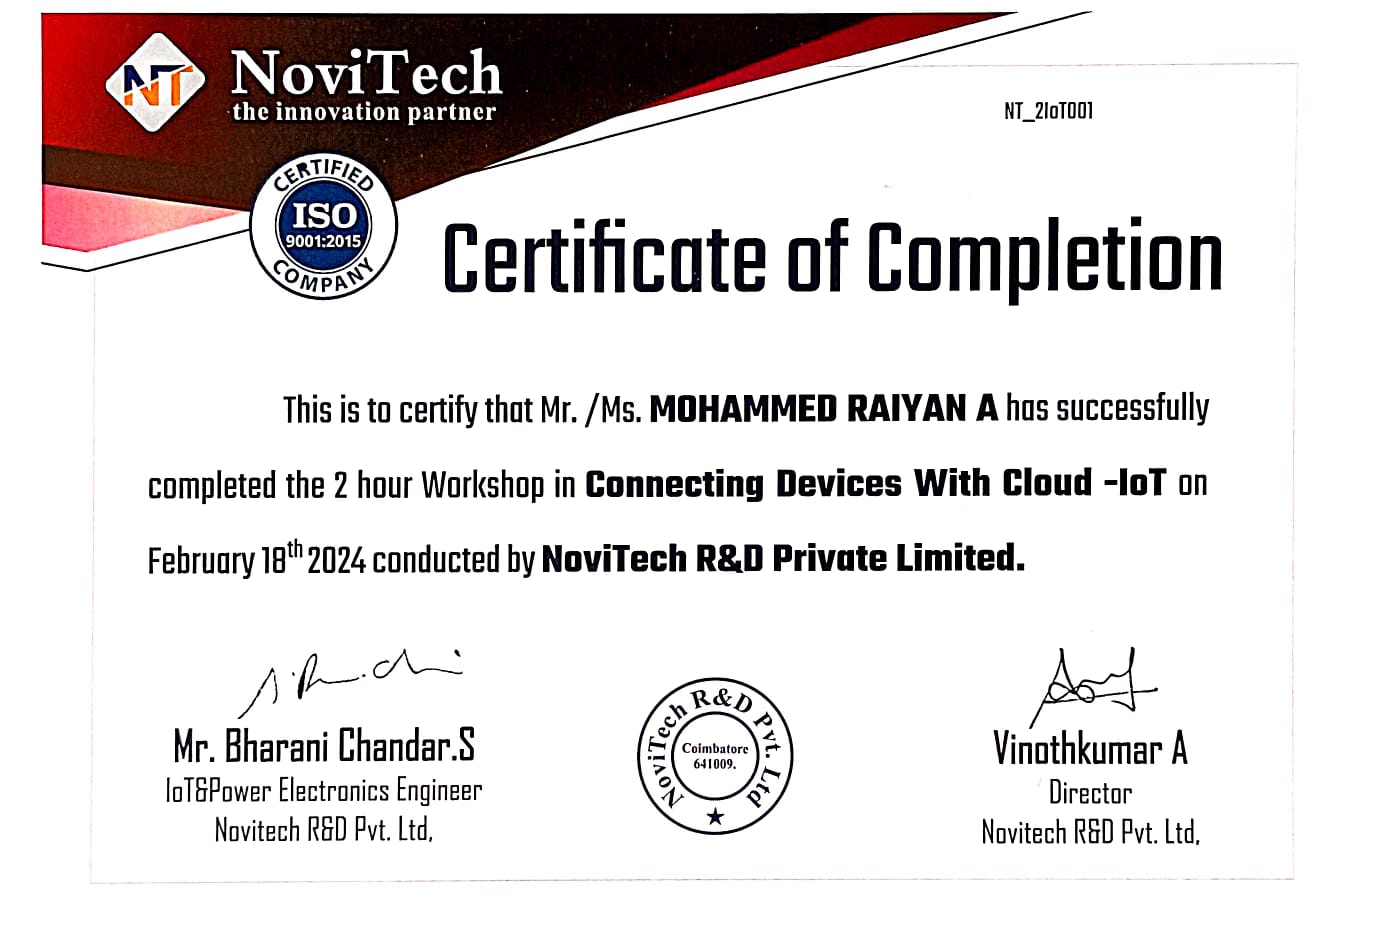 NT
NoviTech
the innovation partner
NT_2IoT001
CERTIFIED
ISO
9001:2015
COMPANY
Certificate of Completion
This is to certify that Mr. /Ms. MOHAMMED RAIYAN A has successfully
completed the 2 hour Workshop in Connecting Devices With Cloud -IoT on
February 18th 2024 conducted by NoviTech R&D Private Limited.
Mr. Bharani Chandar.S
IoT&Power Electronics Engineer
Novitech R&D Pvt. Ltd,
NoviTech R&D Pvt. Ltd
Coimbatore
641009.
Vinothkumar A
Director
Novitech R&D Pvt. Ltd,